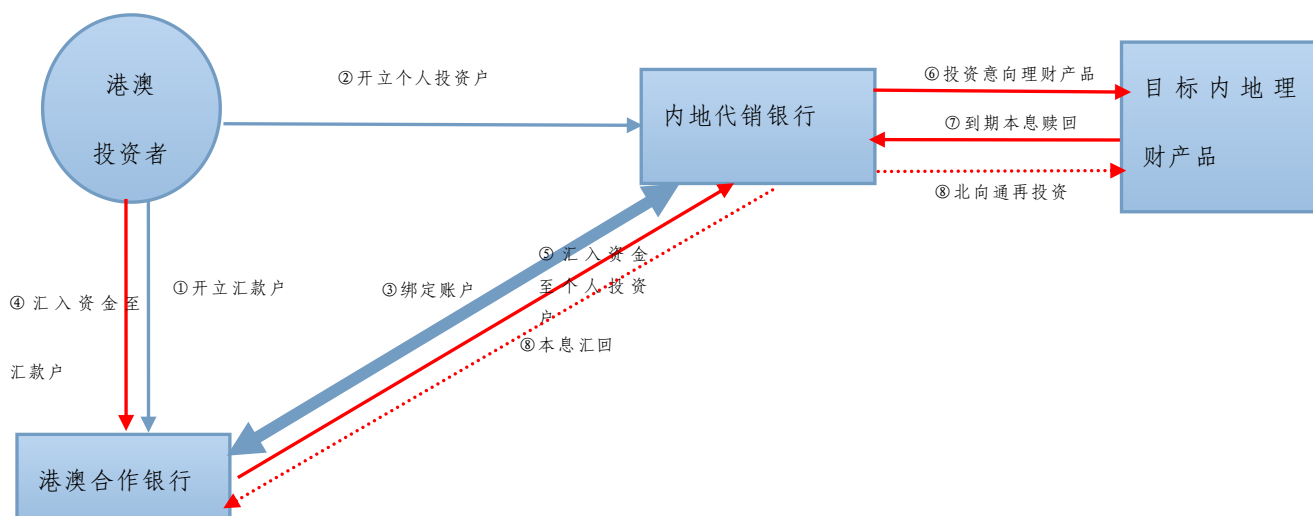 港澳
投资者
②开立个人投资户
内地代销银行
⑥投资意向理财产品
⑦到期本息赎回
⑧北向通再投资
目标内地理
财产品
④汇入资金至
汇款户
①开立汇款户
③绑定账户
⑤汇入资金
至个人投资
户
⑧本息汇回
港澳合作银行